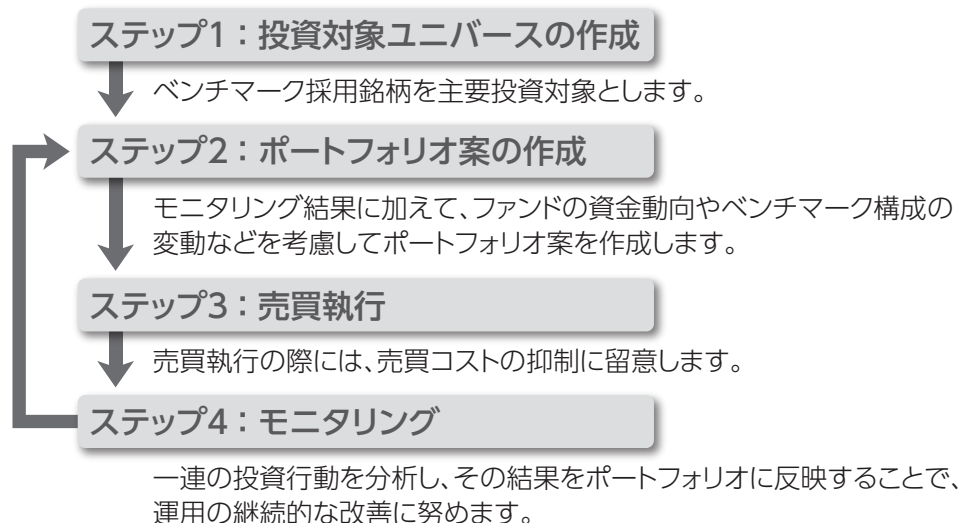 ステップ1：投資対象ユニバースの作成
ベンチマーク採用銘柄を主要投資対象とします。
ステップ2：ポートフォリオ案の作成
モニタリング結果に加えて、ファンドの資金動向やベンチマーク構成の
変動などを考慮してポートフォリオ案を作成します。
ステップ3：売買執行
売買執行の際には、売買コストの抑制に留意します。
ステップ4：モニタリング
一連の投資行動を分析し、その結果をポートフォリオに反映することで、
運用の継続的な改善に努めます。